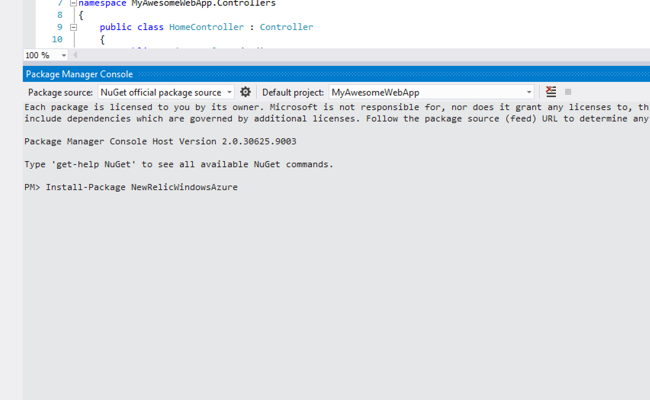 7 namespace MyAwesomeWebApp.Controllers
8 {
9 public class HomeController : Controller
10 {
100 %
Package Manager Console
Package source: NuGet official package source Default project: MyAwesomeWebApp
Each package is licensed to you by its owner. Microsoft is not responsible for, nor does it grant any licenses to, th
include dependencies which are governed by additional licenses. Follow the package source (feed) URL to determine any
Package Manager Console Host Version 2.0.30625.9003
Type 'get-help NuGet' to see all available NuGet commands.
PM> Install-Package NewRelicWindowsAzure